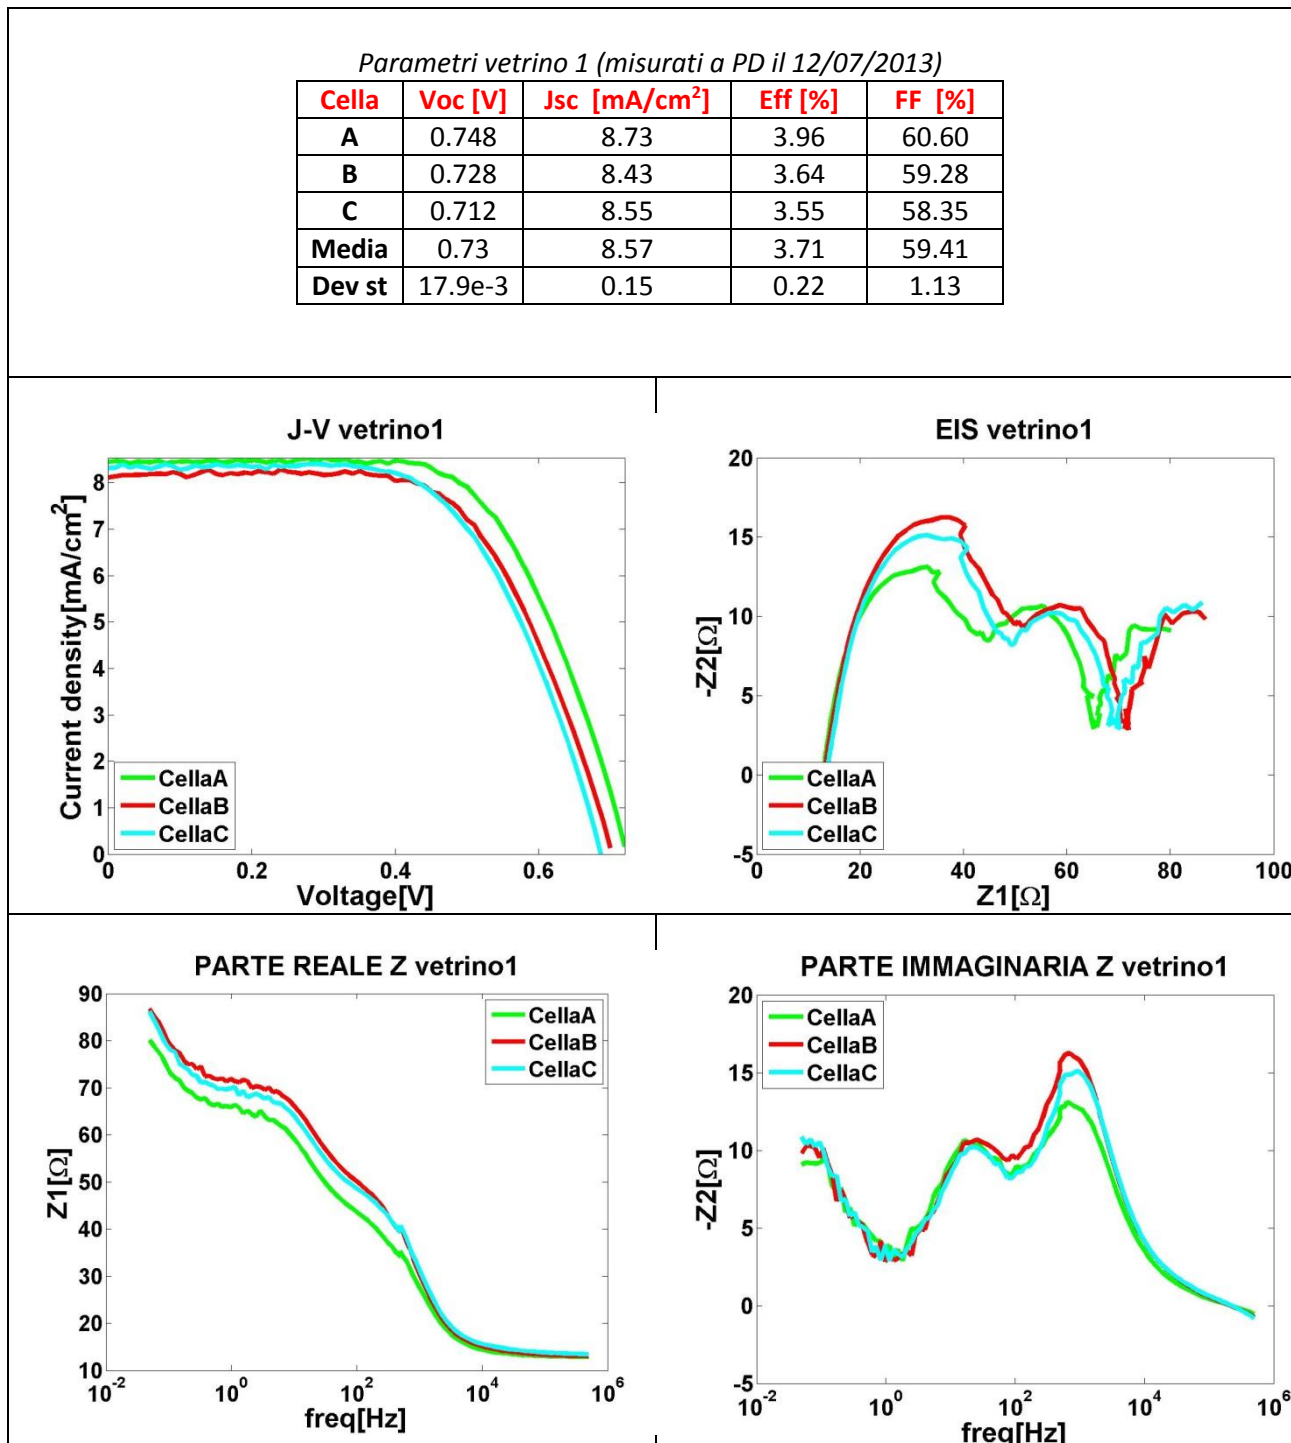 Parametri vetrino 1 (misurati a PD il 12/07/2013)
Cella Voc [V] Jsc [mA/cm²] Eff [%] FF [%]
A 0.748 8.73 3.96 60.60
B 0.728 8.43 3.64 59.28
C 0.712 8.55 3.55 58.35
Media 0.73 8.57 3.71 59.41
Dev st 17.9e-3 0.15 0.22 1.13
J-V vetrino1
Current density[mA/cm²]
8
7
6
5
4
3
2
1
0
CellaA
CellaB
CellaC
0 0.2 0.4 0.6
Voltage[V]
EIS vetrino1
-Z2[Ω]
20
15
10
5
0
-5
CellaA
CellaB
CellaC
0 20 40 60 80 100
Z1[Ω]
PARTE REALE Z vetrino1
Z1[Ω]
90
80
70
60
50
40
30
20
10
CellaA
CellaB
CellaC
10⁻² 10⁰ 10² 10⁴ 10⁶
freq[Hz]
PARTE IMMAGINARIA Z vetrino1
-Z2[Ω]
20
15
10
5
0
-5
CellaA
CellaB
CellaC
10⁻² 10⁰ 10² 10⁴ 10⁶
freq[Hz]